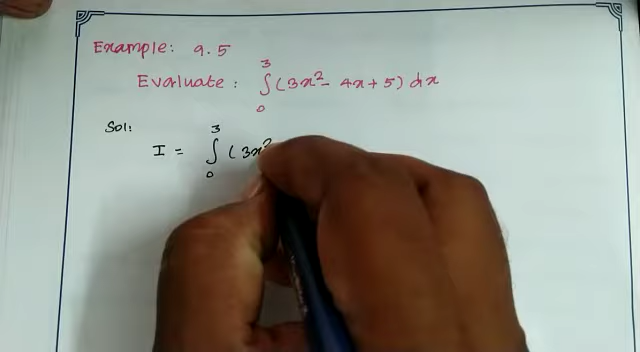 Example: 9.5
Evaluate: ∫₀³ (3x² - 4x + 5) dx
Sol:
I = ∫₀³ (3x²